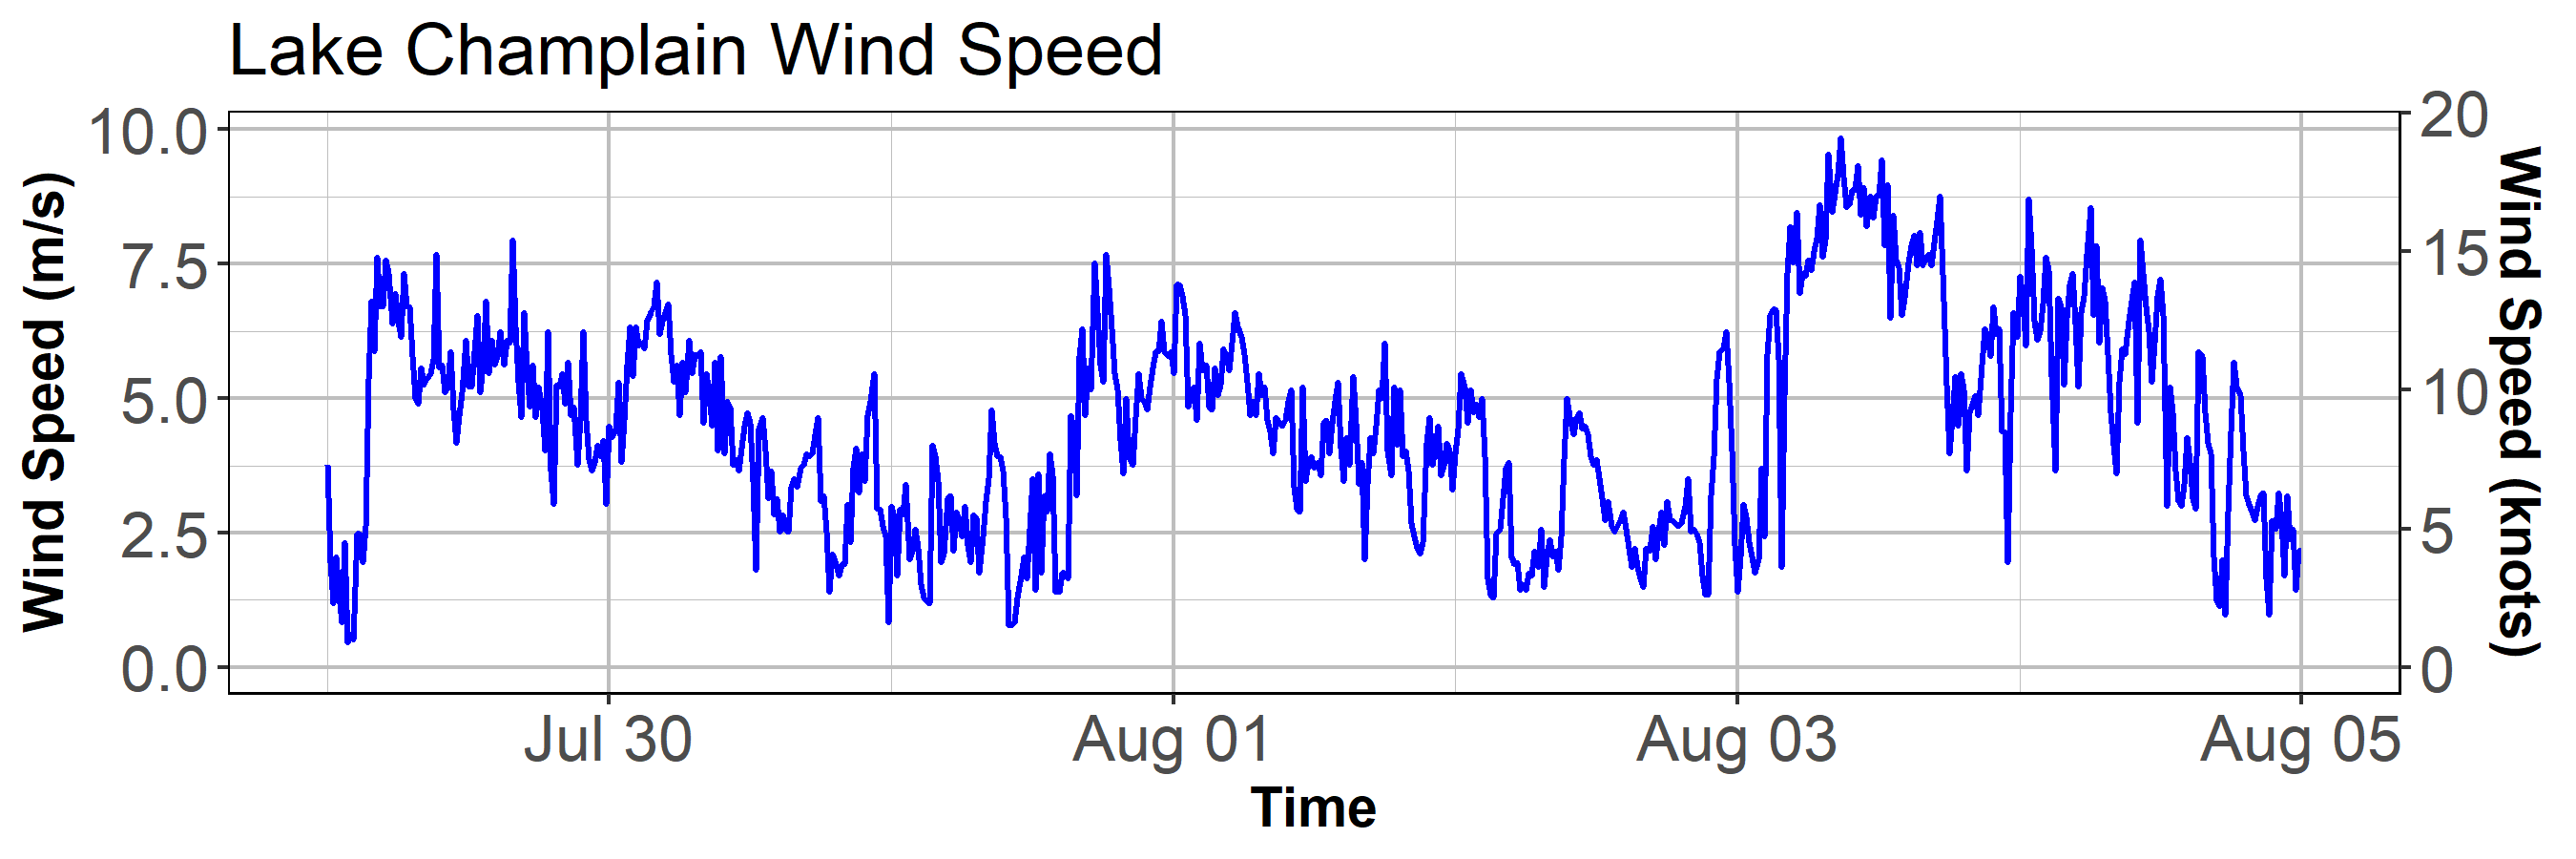 Lake Champlain Wind Speed
10.0
7.5
5.0
2.5
0.0
Wind Speed (m/s)
20
15
10
5
0
Wind Speed (knots)
Jul 30
Aug 01
Aug 03
Aug 05
Time